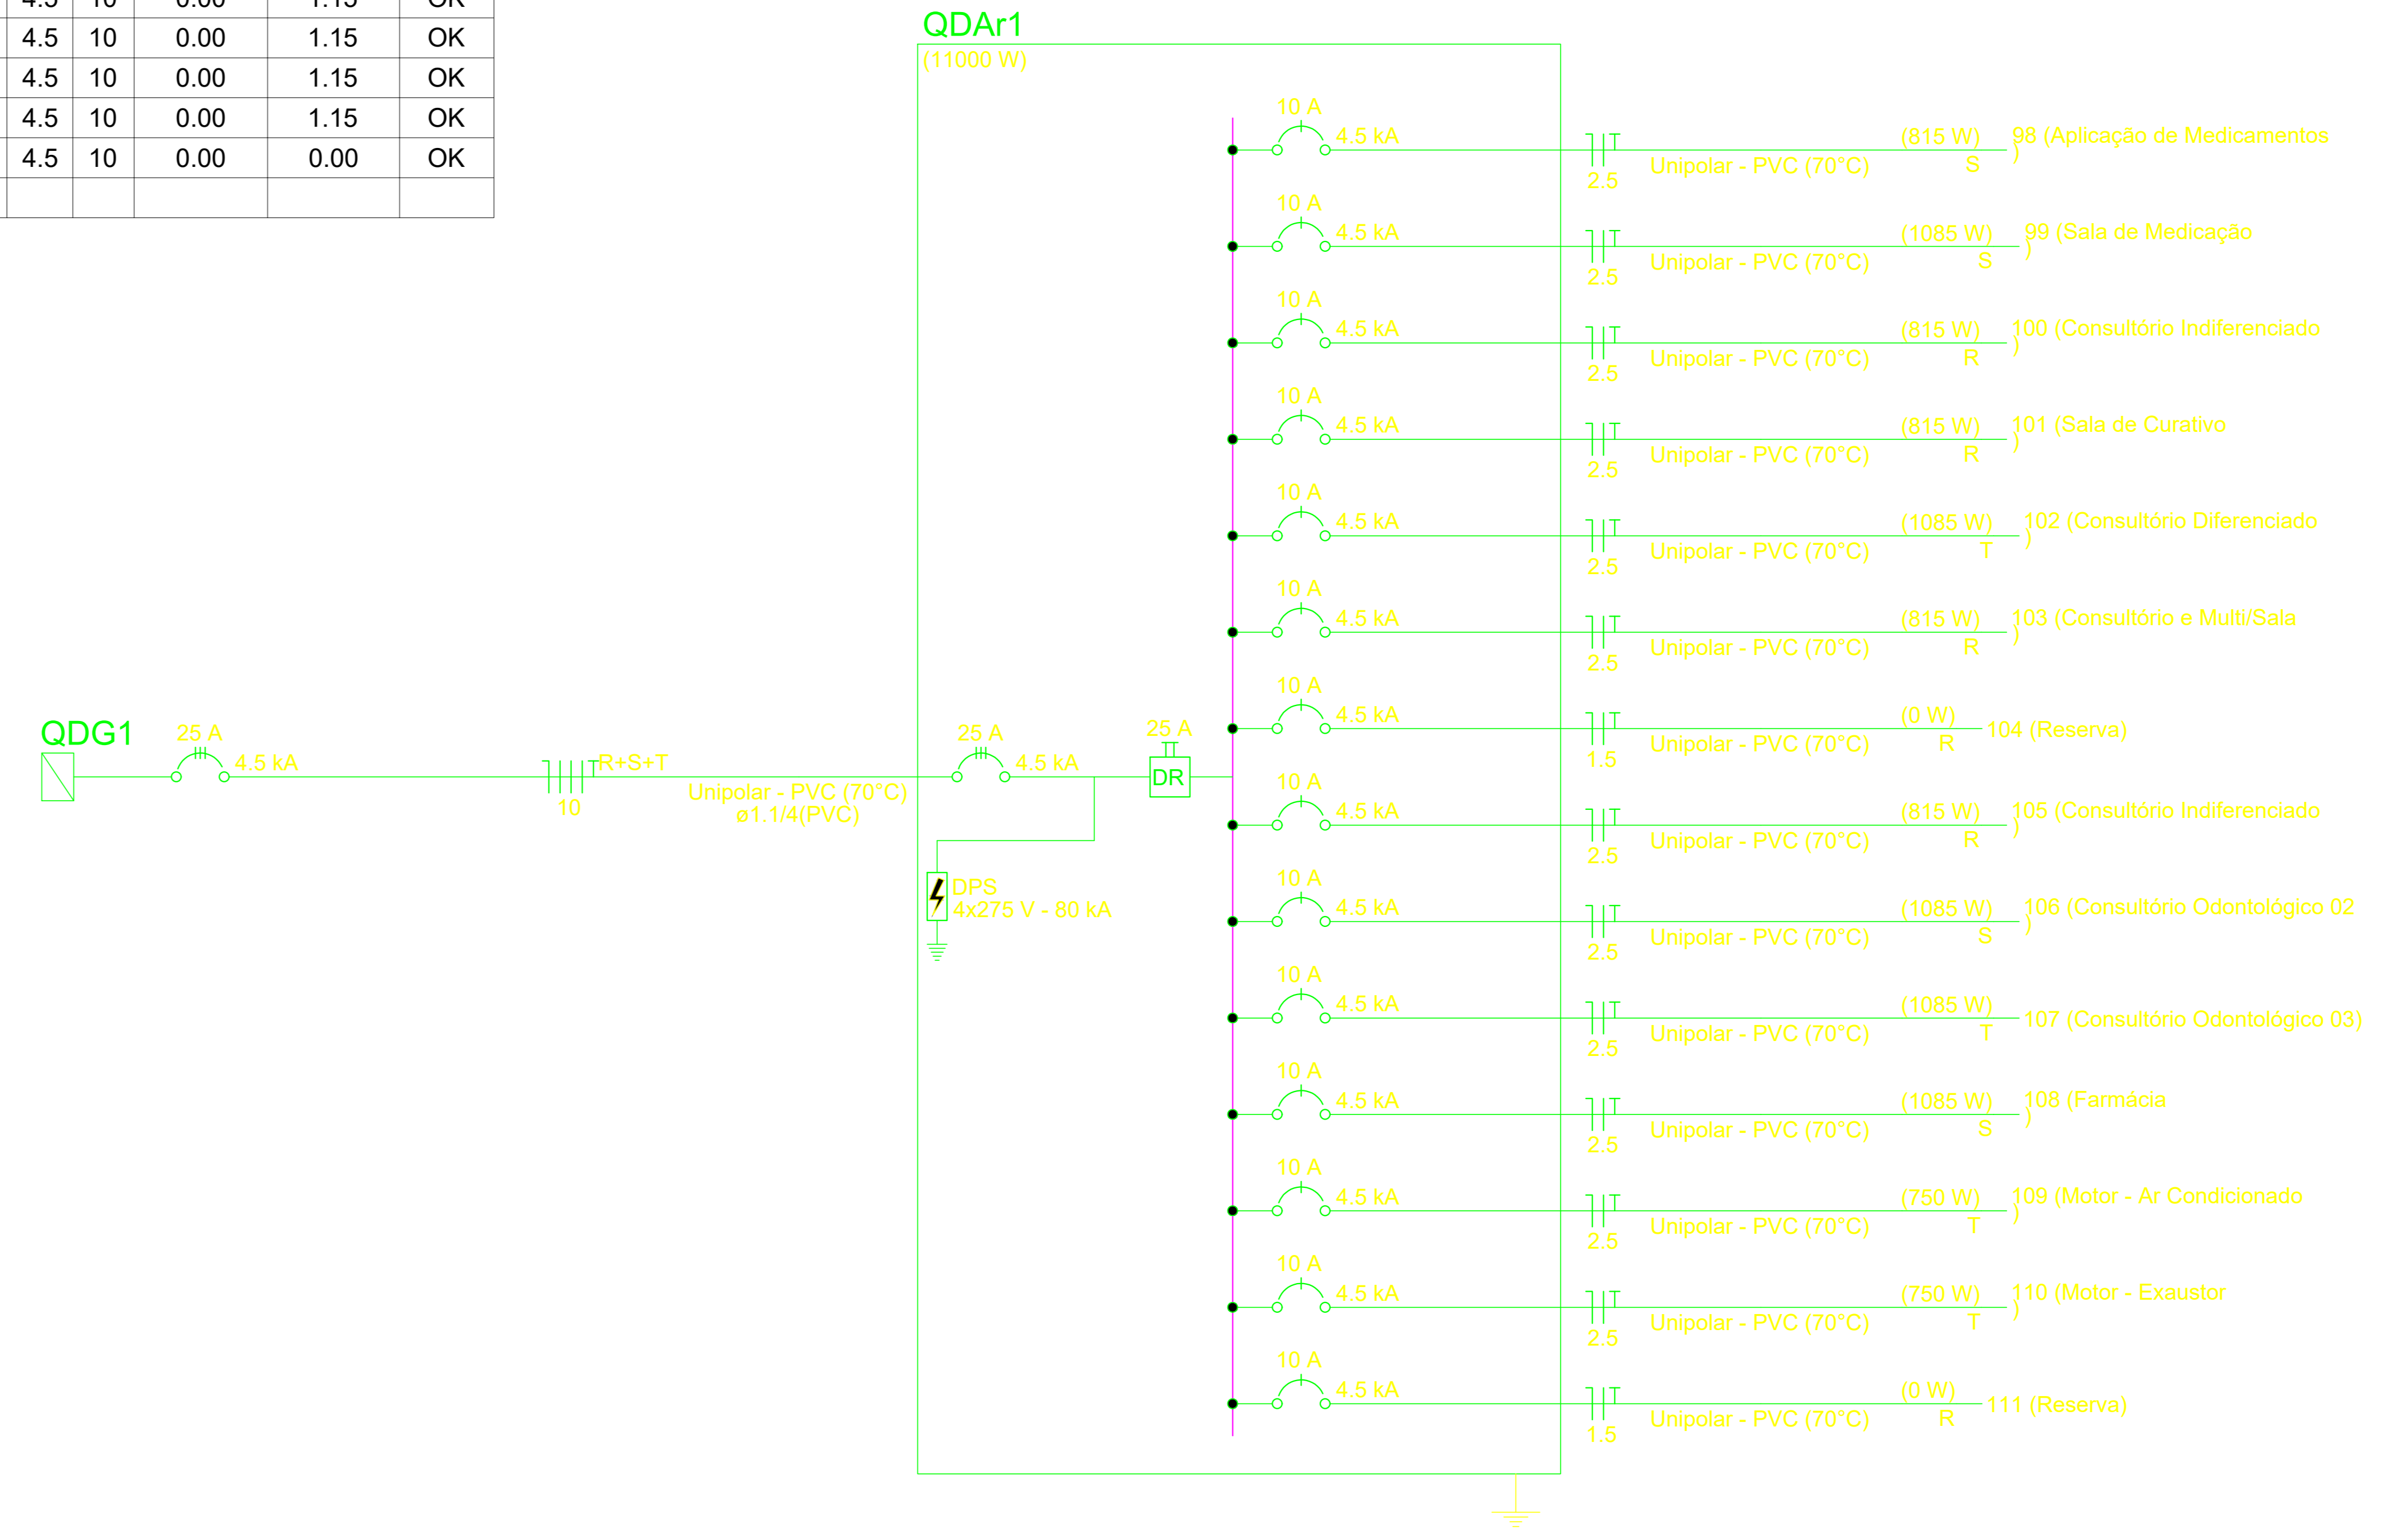 4.5 10 0.00 1.15 OK
4.5 10 0.00 1.15 OK
4.5 10 0.00 1.15 OK
4.5 10 0.00 1.15 OK
4.5 10 0.00 0.00 OK
QDAr1
(11000 W)
10 A
4.5 kA
2.5
Unipolar - PVC (70°C)
(815 W)
S
98 (Aplicação de Medicamentos
)
10 A
4.5 kA
2.5
Unipolar - PVC (70°C)
(1085 W)
S
99 (Sala de Medicação
)
10 A
4.5 kA
2.5
Unipolar - PVC (70°C)
(815 W)
R
100 (Consultório Indiferenciado
)
10 A
4.5 kA
2.5
Unipolar - PVC (70°C)
(815 W)
R
101 (Sala de Curativo
)
10 A
4.5 kA
2.5
Unipolar - PVC (70°C)
(1085 W)
T
102 (Consultório Diferenciado
)
10 A
4.5 kA
2.5
Unipolar - PVC (70°C)
(815 W)
R
103 (Consultório e Multi/Sala
)
10 A
4.5 kA
1.5
Unipolar - PVC (70°C)
(0 W)
R
104 (Reserva)
QDG1
25 A
4.5 kA
10
R+S+T
Unipolar - PVC (70°C)
ø1.1/4(PVC)
25 A
4.5 kA
25 A
DR
DPS
4x275 V - 80 kA
10 A
4.5 kA
2.5
Unipolar - PVC (70°C)
(815 W)
R
105 (Consultório Indiferenciado
)
10 A
4.5 kA
2.5
Unipolar - PVC (70°C)
(1085 W)
S
106 (Consultório Odontológico 02
)
10 A
4.5 kA
2.5
Unipolar - PVC (70°C)
(1085 W)
T
107 (Consultório Odontológico 03)
10 A
4.5 kA
2.5
Unipolar - PVC (70°C)
(1085 W)
S
108 (Farmácia
)
10 A
4.5 kA
2.5
Unipolar - PVC (70°C)
(750 W)
T
109 (Motor - Ar Condicionado
)
10 A
4.5 kA
2.5
Unipolar - PVC (70°C)
(750 W)
T
110 (Motor - Exaustor
)
10 A
4.5 kA
1.5
Unipolar - PVC (70°C)
(0 W)
R
111 (Reserva)